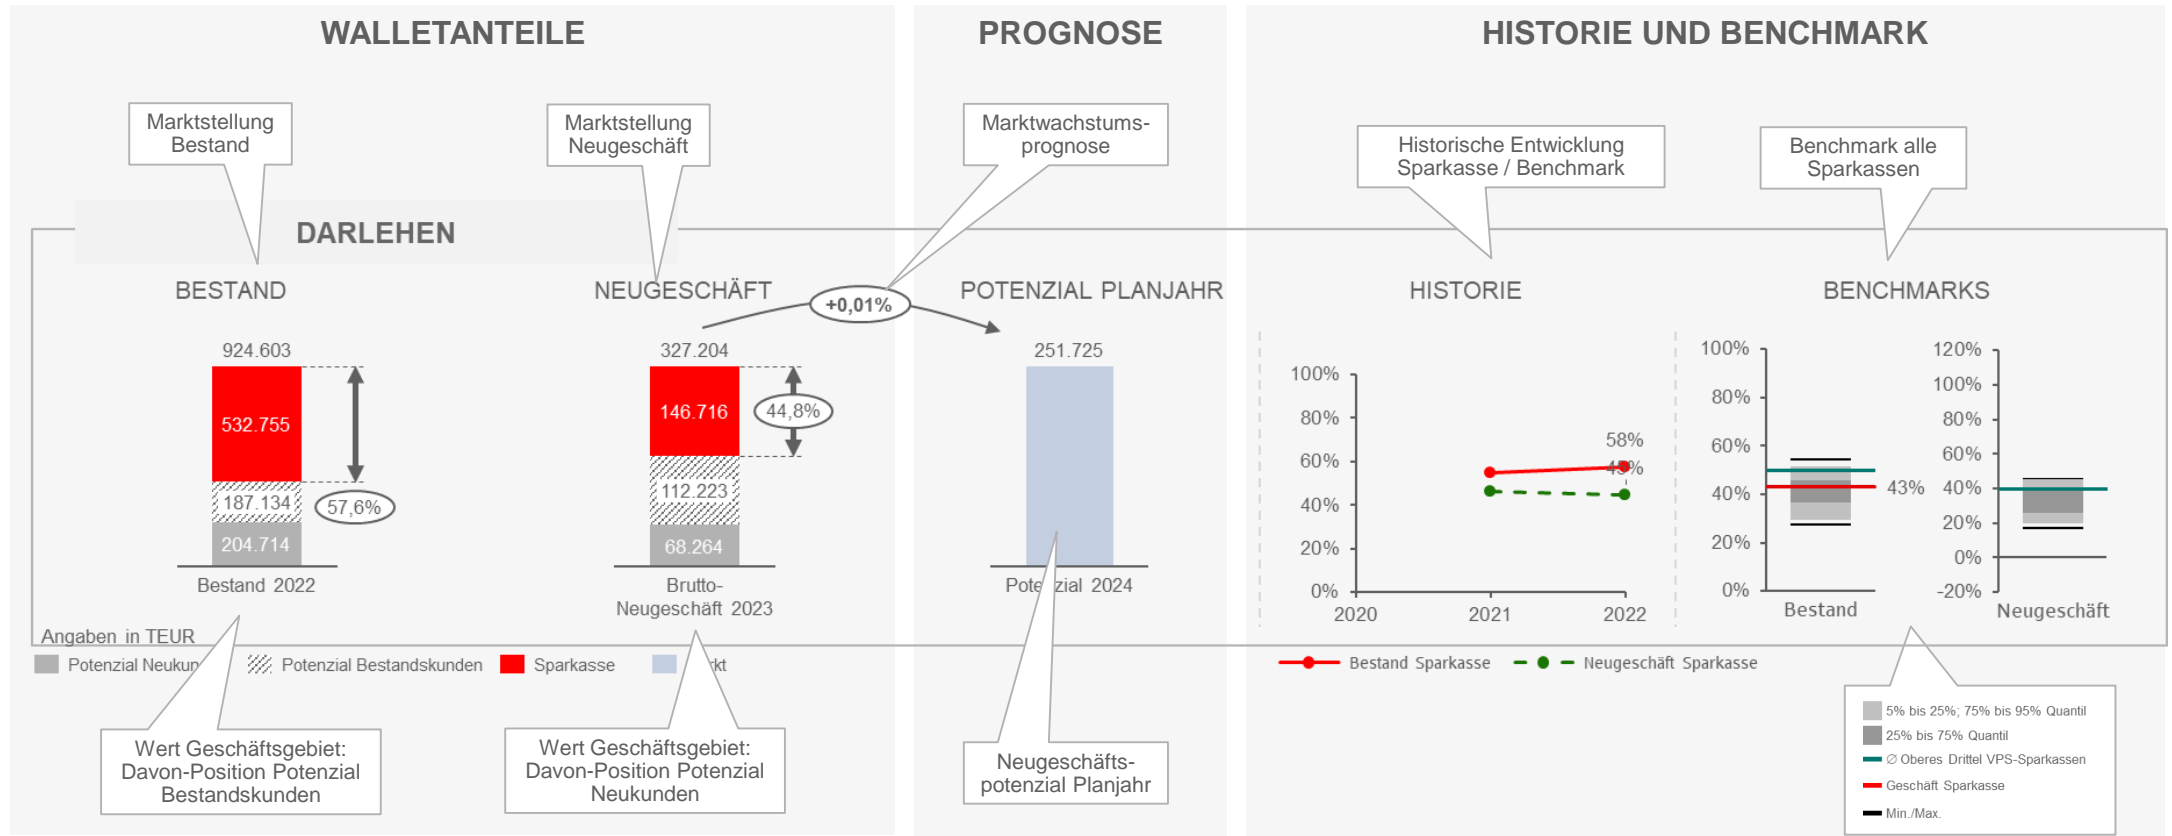 WALLETANTEILE
PROGNOSE
HISTORIE UND BENCHMARK
Marktstellung
Bestand
Marktstellung
Neugeschäft
Marktwachstums-
prognose
Historische Entwicklung
Sparkasse / Benchmark
Benchmark alle
Sparkassen
DARLEHEN
BESTAND
NEUGESCHÄFT
POTENZIAL PLANJAHR
HISTORIE
BENCHMARKS
+0,01%
924.603
532.755
187.134
204.714
57,6%
Bestand 2022
327.204
146.716
112.223
68.264
44,8%
Brutto-
Neugeschäft 2023
251.725
Potenzial 2024
100%
80%
60%
40%
20%
0%
2020
2021
2022
58%
45%
100%
80%
60%
40%
20%
0%
43%
Bestand
120%
100%
80%
60%
40%
20%
0%
-20%
Neugeschäft
Angaben in TEUR
Potenzial Neukun
Potenzial Bestandskunden
Sparkasse
rkt
Bestand Sparkasse
Neugeschäft Sparkasse
Wert Geschäftsgebiet:
Davon-Position Potenzial
Bestandskunden
Wert Geschäftsgebiet:
Davon-Position Potenzial
Neukunden
Neugeschäfts-
potenzial Planjahr
5% bis 25%; 75% bis 95% Quantil
25% bis 75% Quantil
∅ Oberes Drittel VPS-Sparkassen
Geschäft Sparkasse
Min./Max.